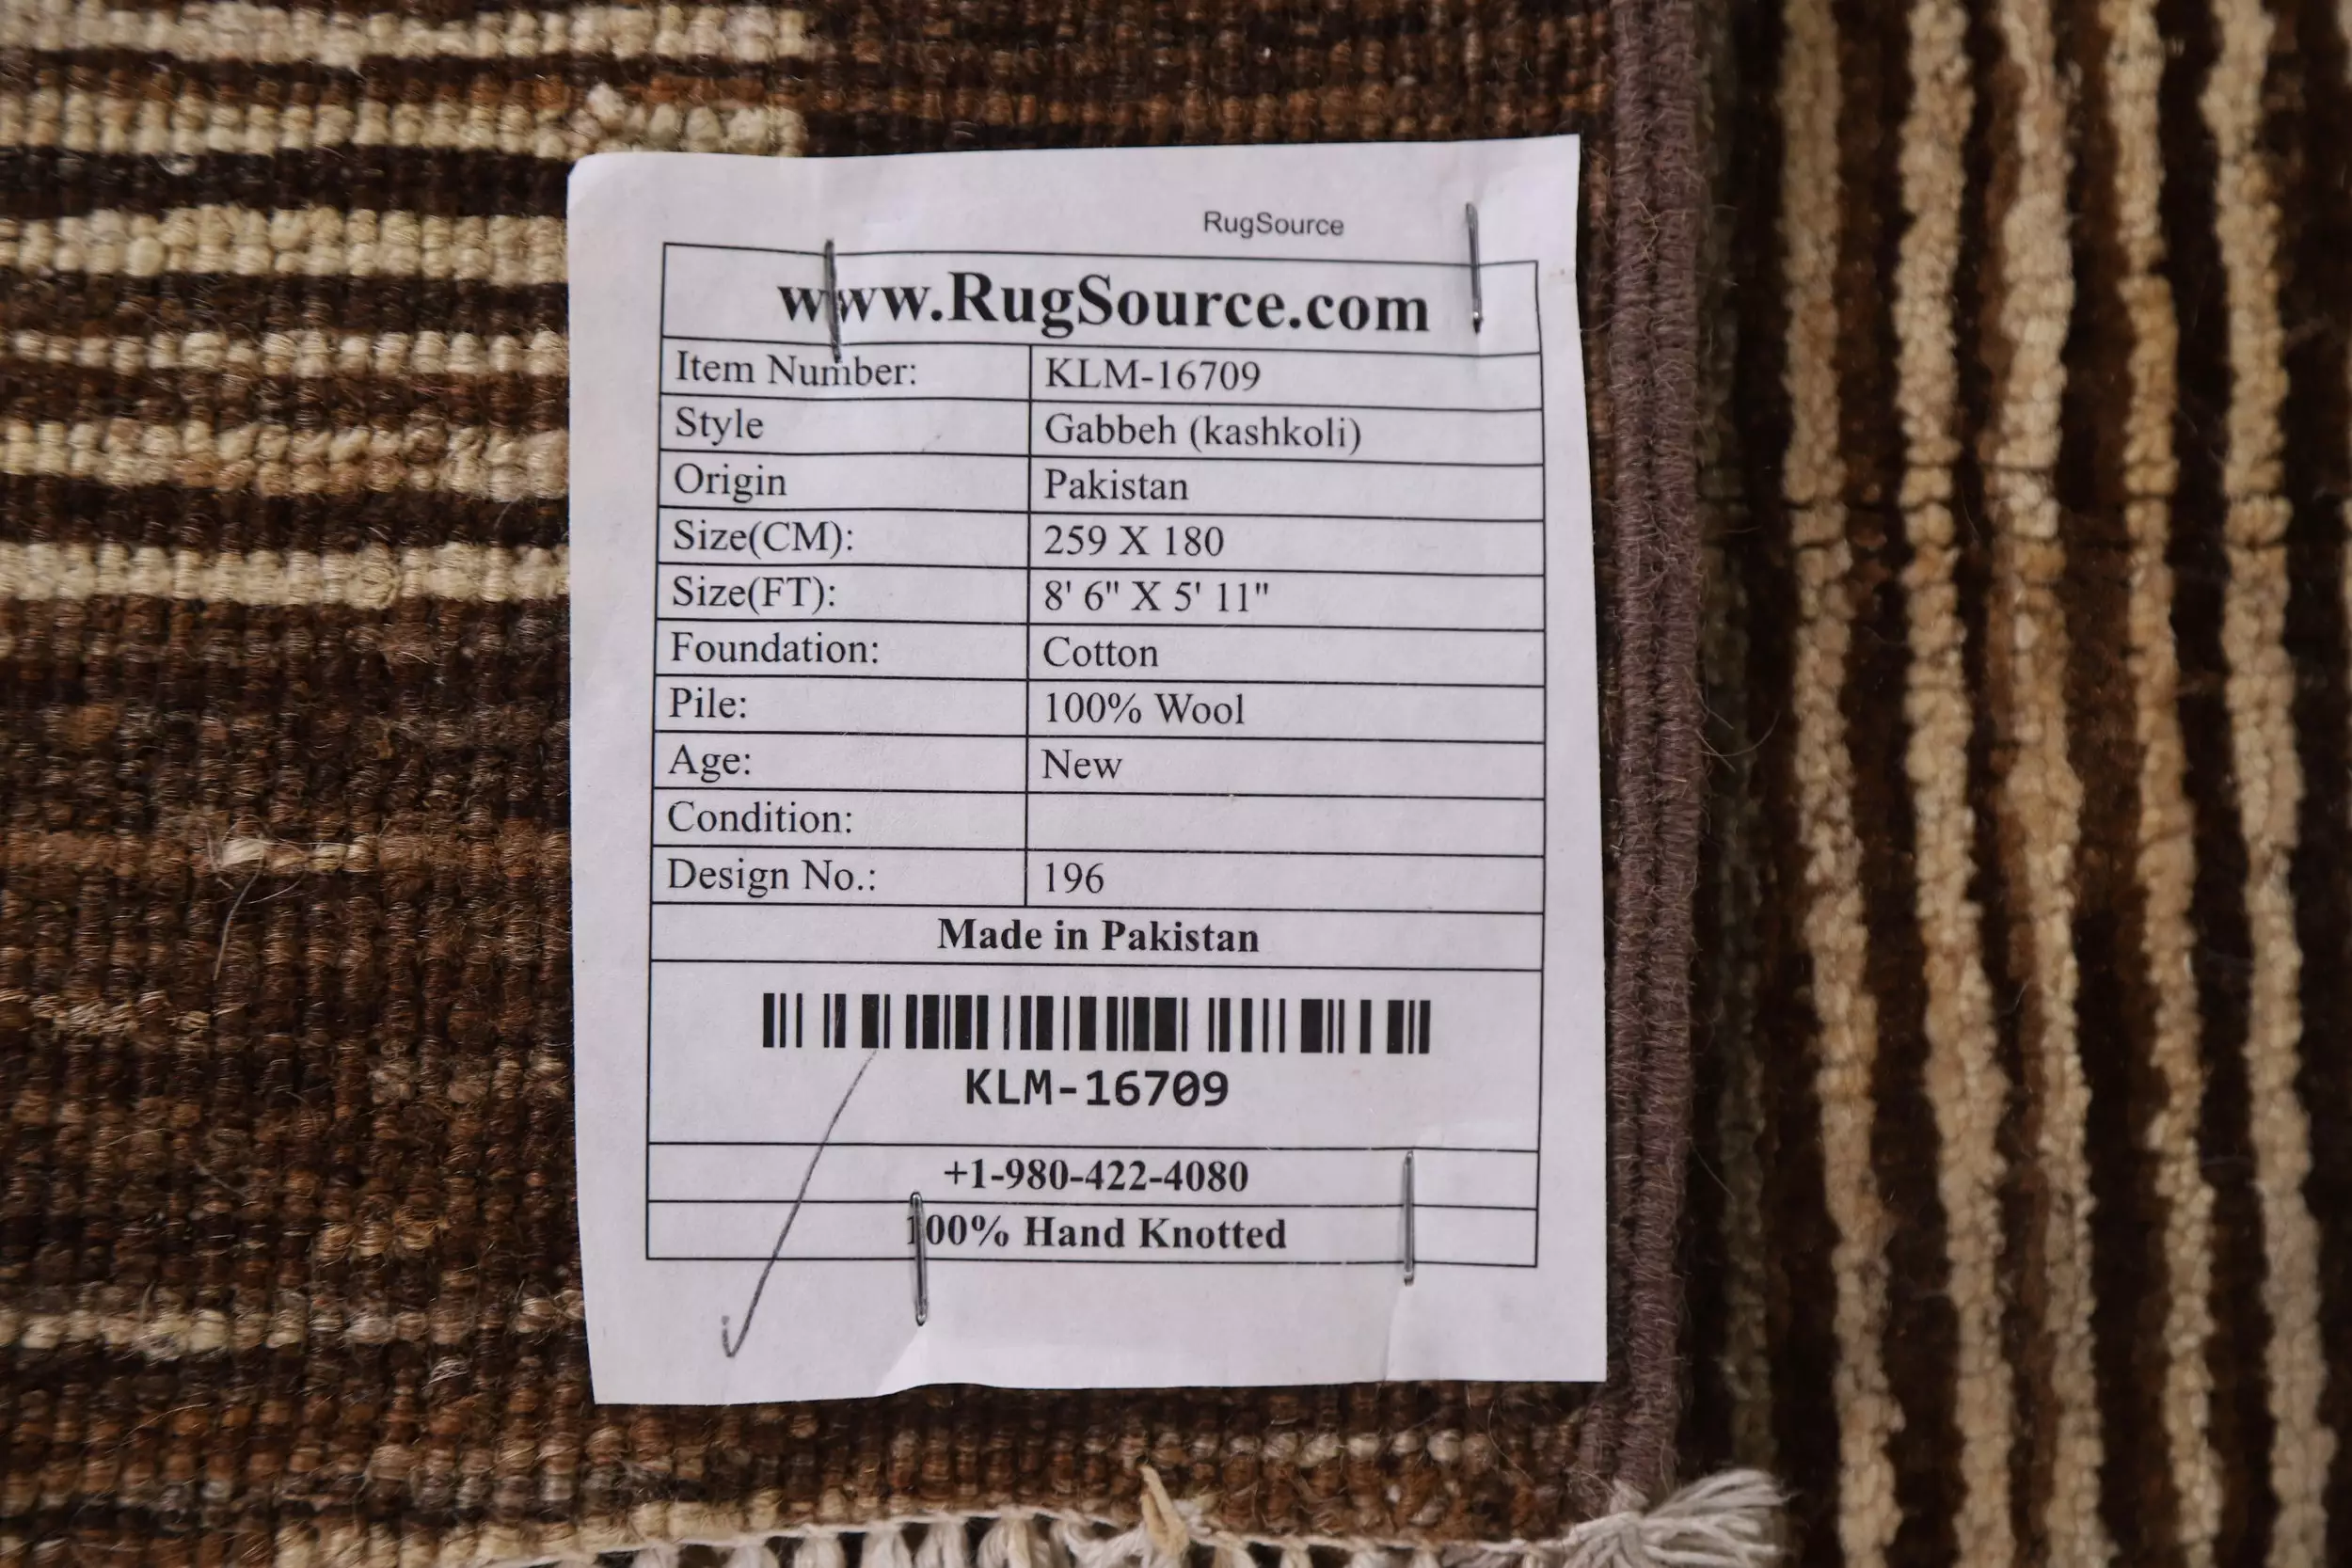 RugSource
www.RugSource.com
Item Number: KLM-16709
Style Gabbeh (kashkoli)
Origin Pakistan
Size(CM): 259 X 180
Size(FT): 8' 6" X 5' 11"
Foundation: Cotton
Pile: 100% Wool
Age: New
Condition:
Design No.: 196
Made in Pakistan
KLM-16709
+1-980-422-4080
100% Hand Knotted